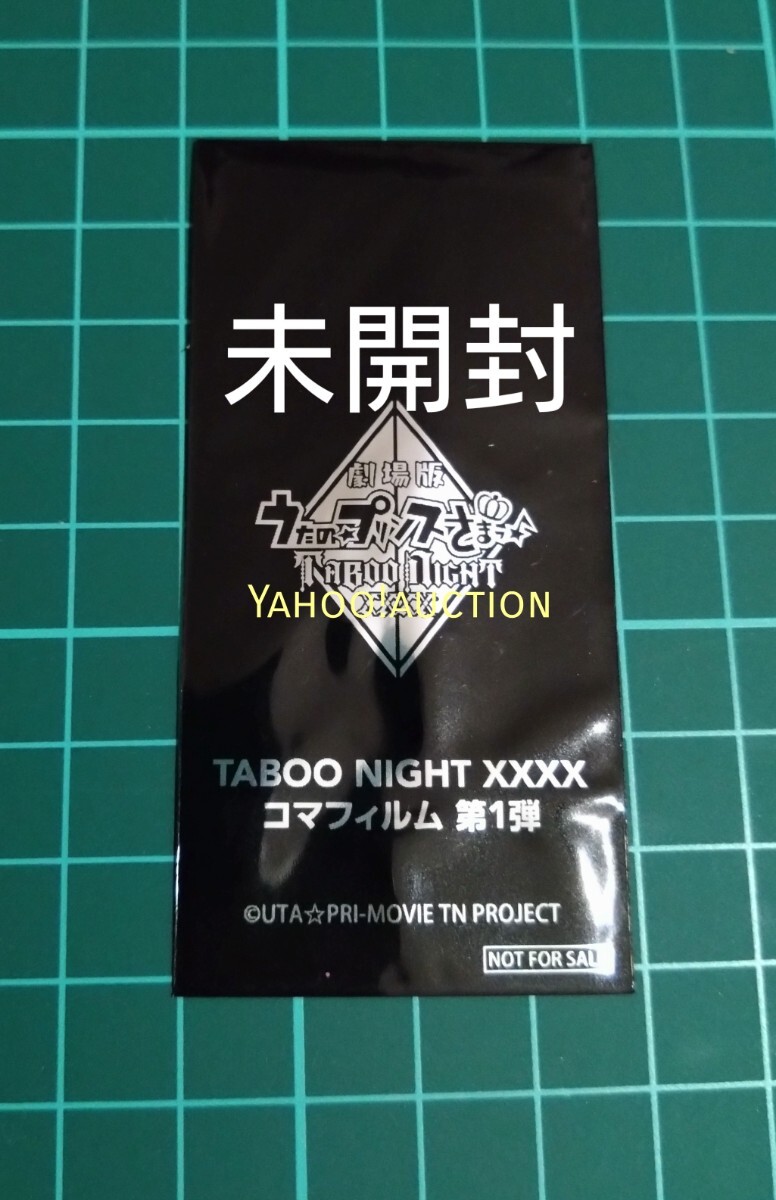 未開封
劇場版
うたの☆プリンスさまっ♪
TABOO NIGHT
XXXX
YAHOO!AUCTION
TABOO NIGHT XXXX
コマフィルム 第1弾
©UTA☆PRI-MOVIE TN PROJECT
NOT FOR SALE